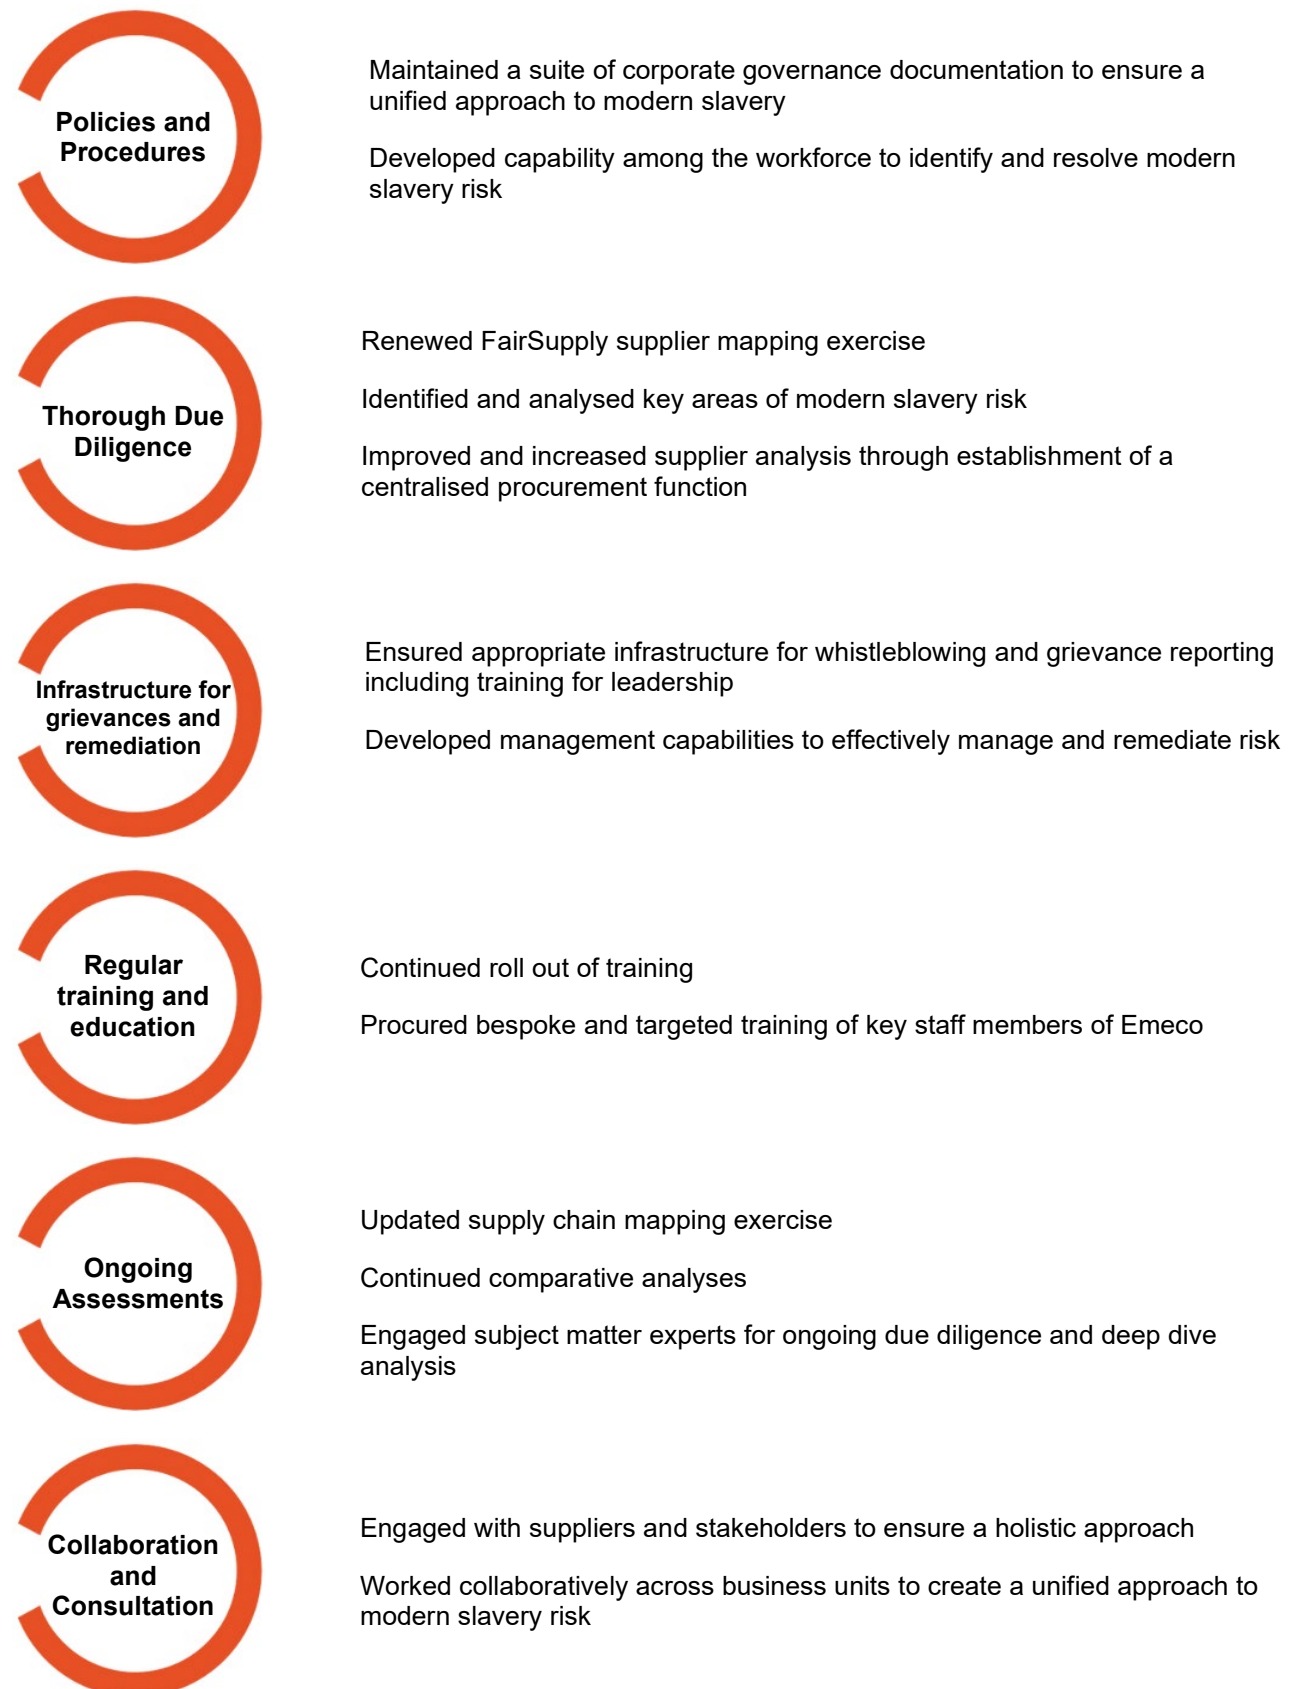 Policies and
Procedures
Maintained a suite of corporate governance documentation to ensure a
unified approach to modern slavery
Developed capability among the workforce to identify and resolve modern
slavery risk
Thorough Due
Diligence
Renewed FairSupply supplier mapping exercise
Identified and analysed key areas of modern slavery risk
Improved and increased supplier analysis through establishment of a
centralised procurement function
Infrastructure for
grievances and
remediation
Ensured appropriate infrastructure for whistleblowing and grievance reporting
including training for leadership
Developed management capabilities to effectively manage and remediate risk
Regular
training and
education
Continued roll out of training
Procured bespoke and targeted training of key staff members of Emeco
Ongoing
Assessments
Updated supply chain mapping exercise
Continued comparative analyses
Engaged subject matter experts for ongoing due diligence and deep dive
analysis
Collaboration
and
Consultation
Engaged with suppliers and stakeholders to ensure a holistic approach
Worked collaboratively across business units to create a unified approach to
modern slavery risk